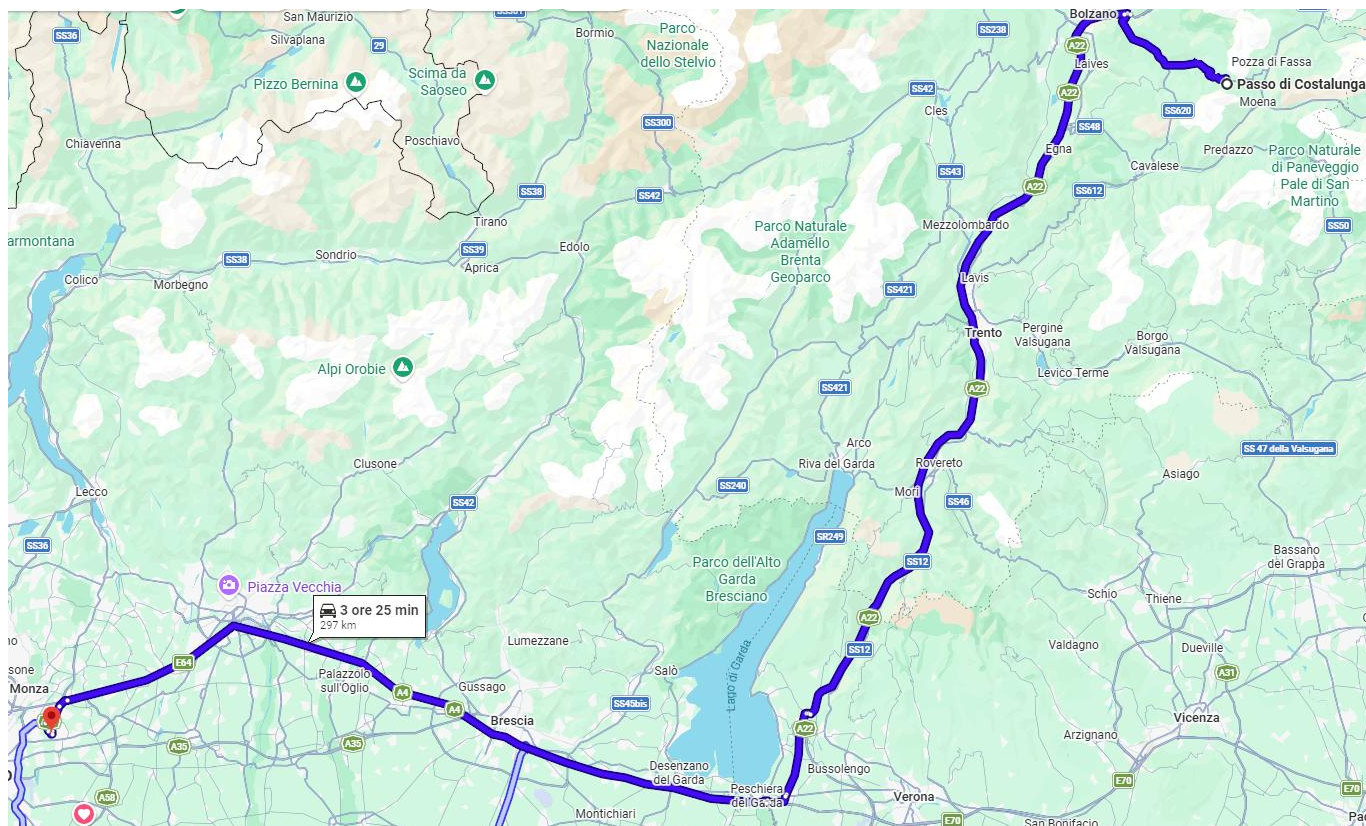 SS36
San Maurizio
Silvaplana
29
Pizzo Bernina
Scima da
Saoseo
Bormio
Parco
Nazionale
dello Stelvio
SS238
Bolzano
A22
Laives
Pozza di Fassa
Passo di Costalunga
Moena
SS42
Cles
A22
SS620
SS300
SS48
Chiavenna
Poschiavo
Egna
Predazzo
Parco Naturale
di Paneveggio
Pale di San
Martino
Cavalese
SS43
A22
SS612
SS38
SS42
Tirano
Mezzolombardo
SS50
Parco Naturale
Adamello
Brenta
Geoparco
armontana
SS38
Sondrio
SS39
Edolo
Aprica
Colico
Morbegno
Lavis
SS421
Trento
Pergine
Valsugana
Borgo
Valsugana
Alpi Orobie
Levico Terme
SS421
A22
Arco
Riva del Garda
Rovereto
SS 47 della Valsugana
Clusone
Asiago
Lecco
SS42
SS240
Mori
SS46
SS36
SR249
SS12
Parco dell'Alto
Garda
Bresciano
Bassano
del Grappa
Piazza Vecchia
Schio
Thiene
3 ore 25 min
297 km
A22
no
Lumezzane
SS12
Valdagno
Dueville
sone
E64
Palazzolo
sull'Oglio
Salò
Lago di Garda
A31
Monza
A4
Gussago
A4
SS45bis
Brescia
A22
Vicenza
A35
A35
Arzignano
Desenzano
del Garda
Bussolengo
E70
A58
Peschiera
del Garda
Verona
E70
Montichiari
E70
San Bonifacio
Pa